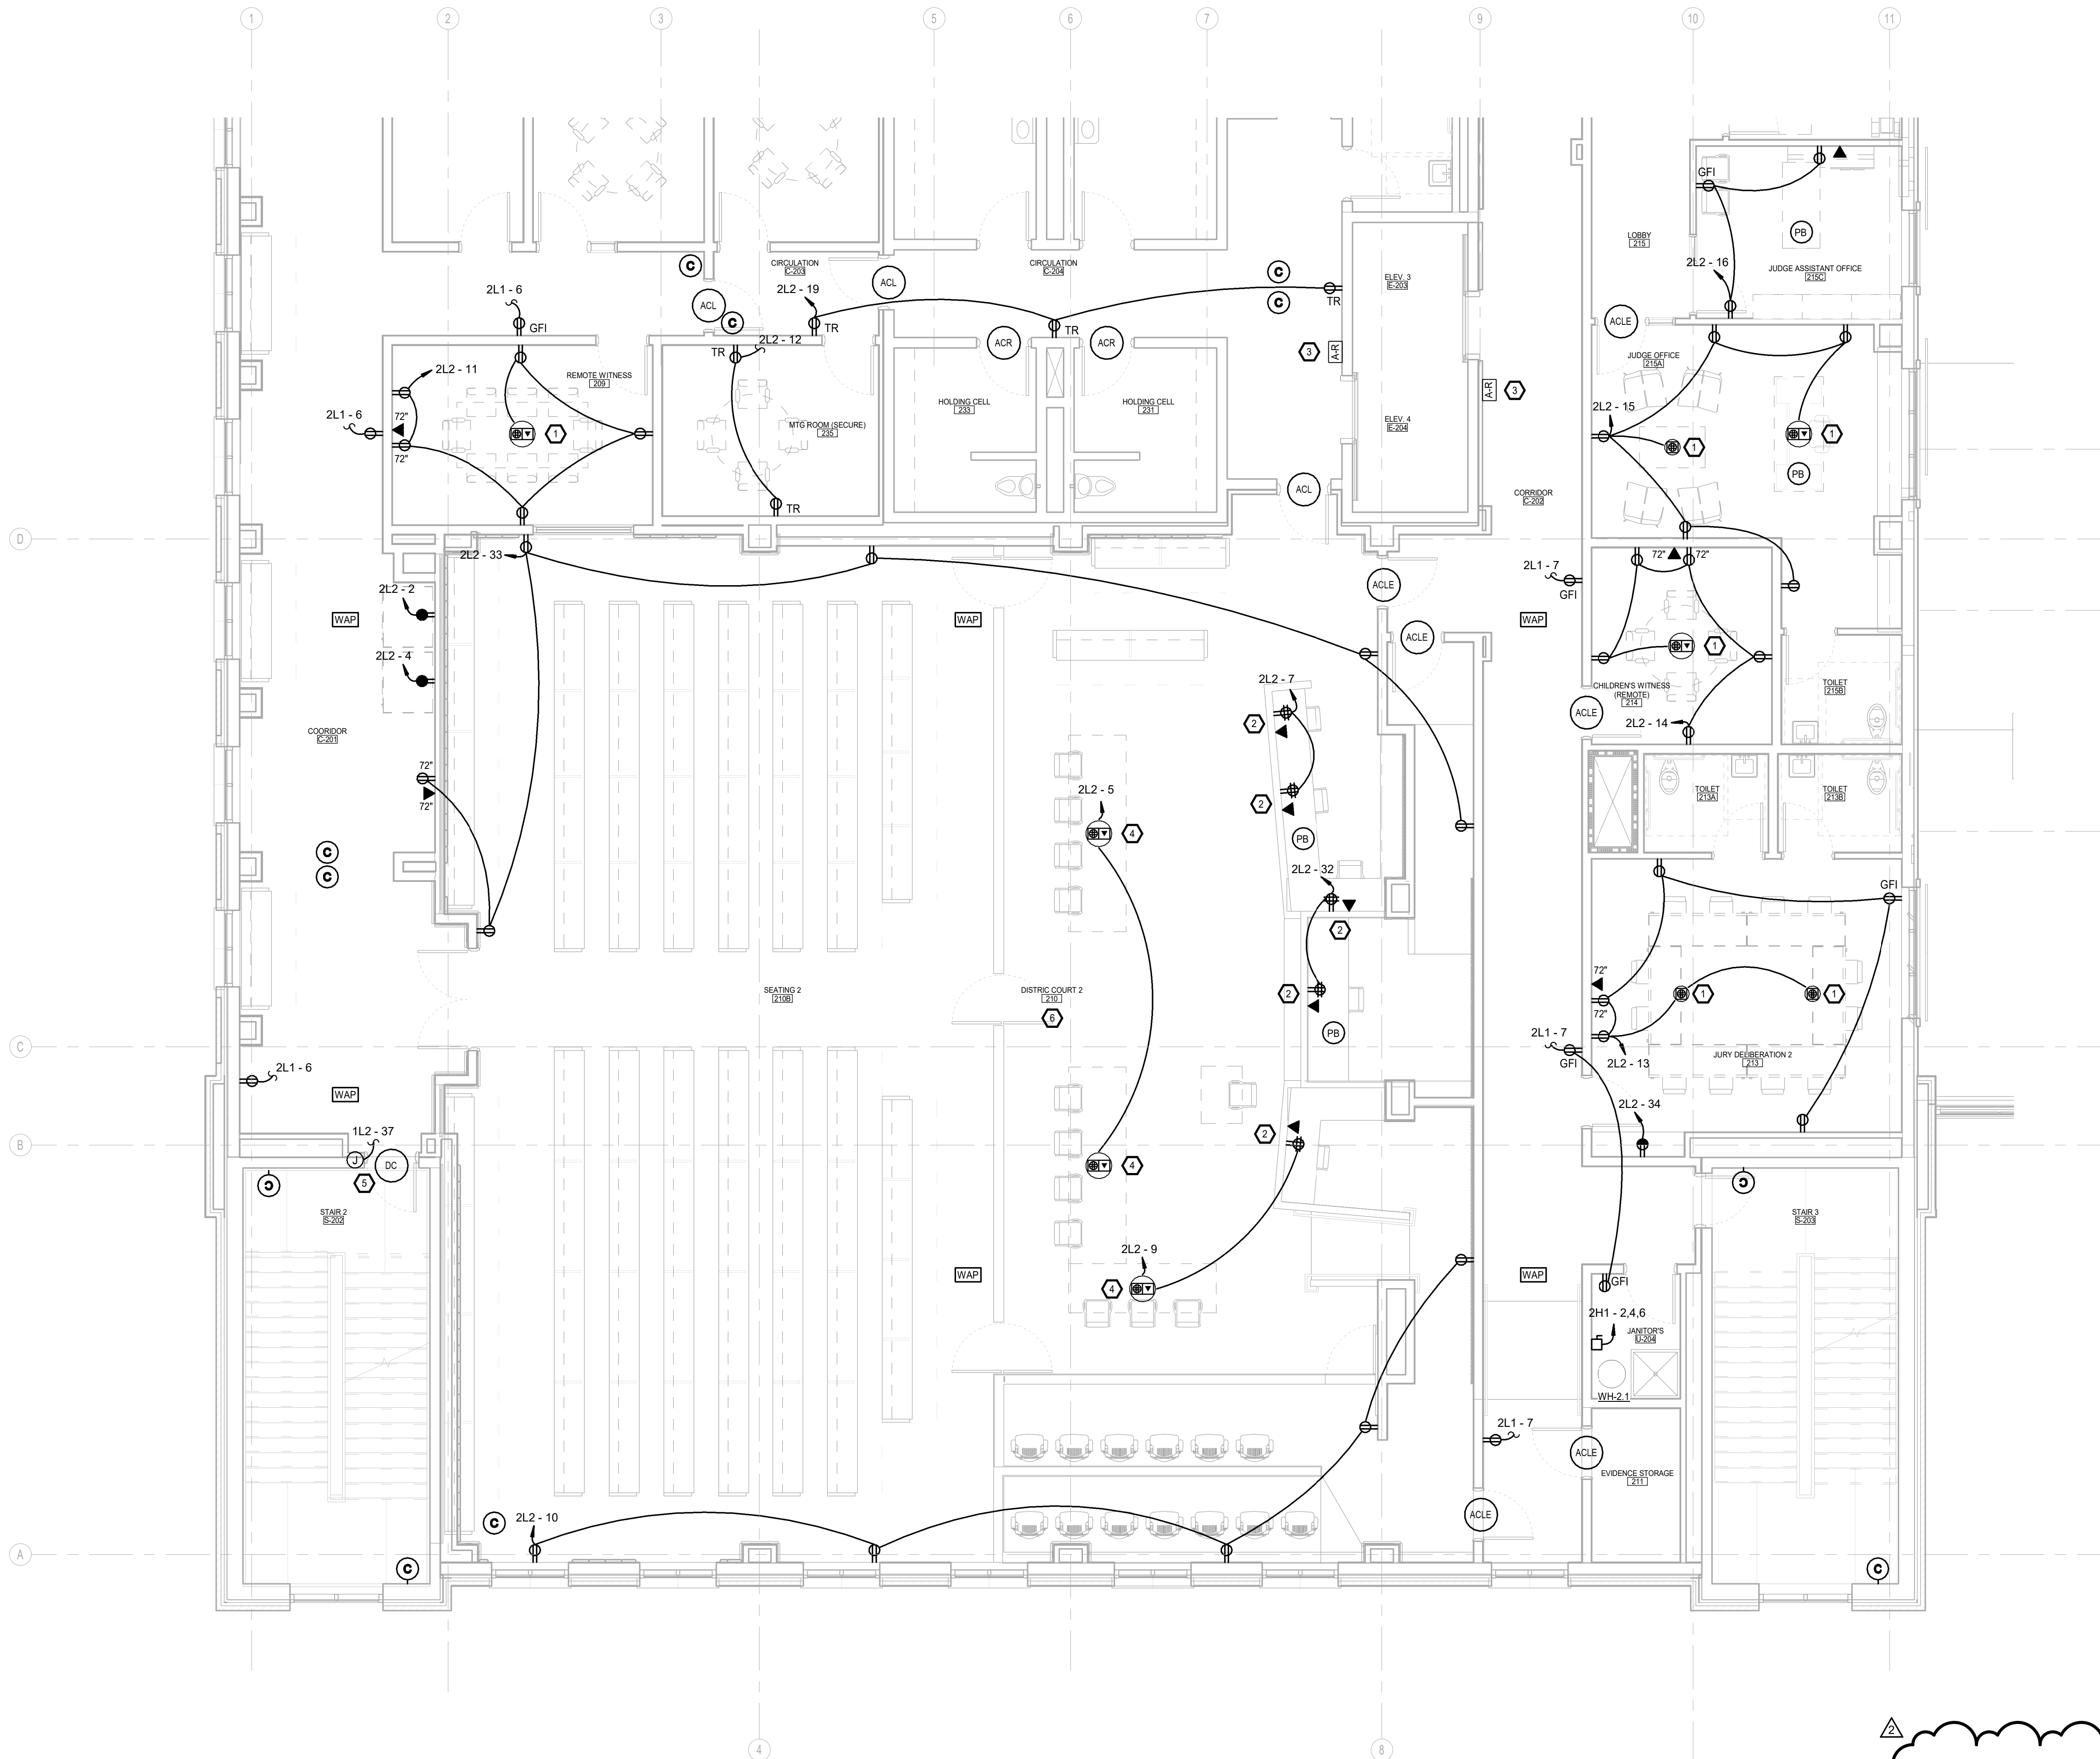 1 2 3 5 6 7 9 10 11
GFI
LOBBY
215
PB
2L2 - 16
JUDGE ASSISTANT OFFICE
215C
C
CIRCULATION
C-203
CIRCULATION
C-204
C
ELEV. 3
E-203
2L1 - 6
2L2 - 19
ACL
ACL
C
TR
GFI
C
TR
TR
ACLE
2L2 - 12
TR
ACR
ACR
3
A-R
JUDGE OFFICE
215A
2L2 - 11
REMOTE WITNESS
209
A-R
3
2L1 - 6
72"
72"
1
MTG ROOM (SECURE)
235
HOLDING CELL
233
HOLDING CELL
231
ELEV. 4
E-204
2L2 - 15
1
1
PB
TR
ACL
CORRIDOR
C-202
D
2L2 - 33
72"
72"
2L1 - 7
GFI
ACLE
2L2 - 2
WAP
WAP
WAP
ACLE
1
2L2 - 4
2L2 - 7
CHILDREN'S WITNESS
(REMOTE)
214
TOILET
215B
2
ACLE
2L2 - 14
COORIDOR
C-201
72"
72"
2L2 - 5
2
TOILET
213A
TOILET
213B
4
PB
C
C
2L2 - 32
GFI
2
72"
72"
SEATING 2
210B
DISTRIC COURT 2
210
6
2
1
1
PB
C
2L1 - 7
GFI
2L2 - 13
JURY DELIBERATION 2
213
2L1 - 6
WAP
2L2 - 34
1L2 - 37
B
J
DC
5
2
4
C
C
STAIR 2
S-202
STAIR 3
S-203
2L2 - 9
WAP
WAP
4
GFI
2H1 - 2,4,6
JANITOR'S
U-204
WH-2.1
2L1 - 7
ACLE
EVIDENCE STORAGE
211
C
2L2 - 10
ACLE
A
C
C
2
4 8